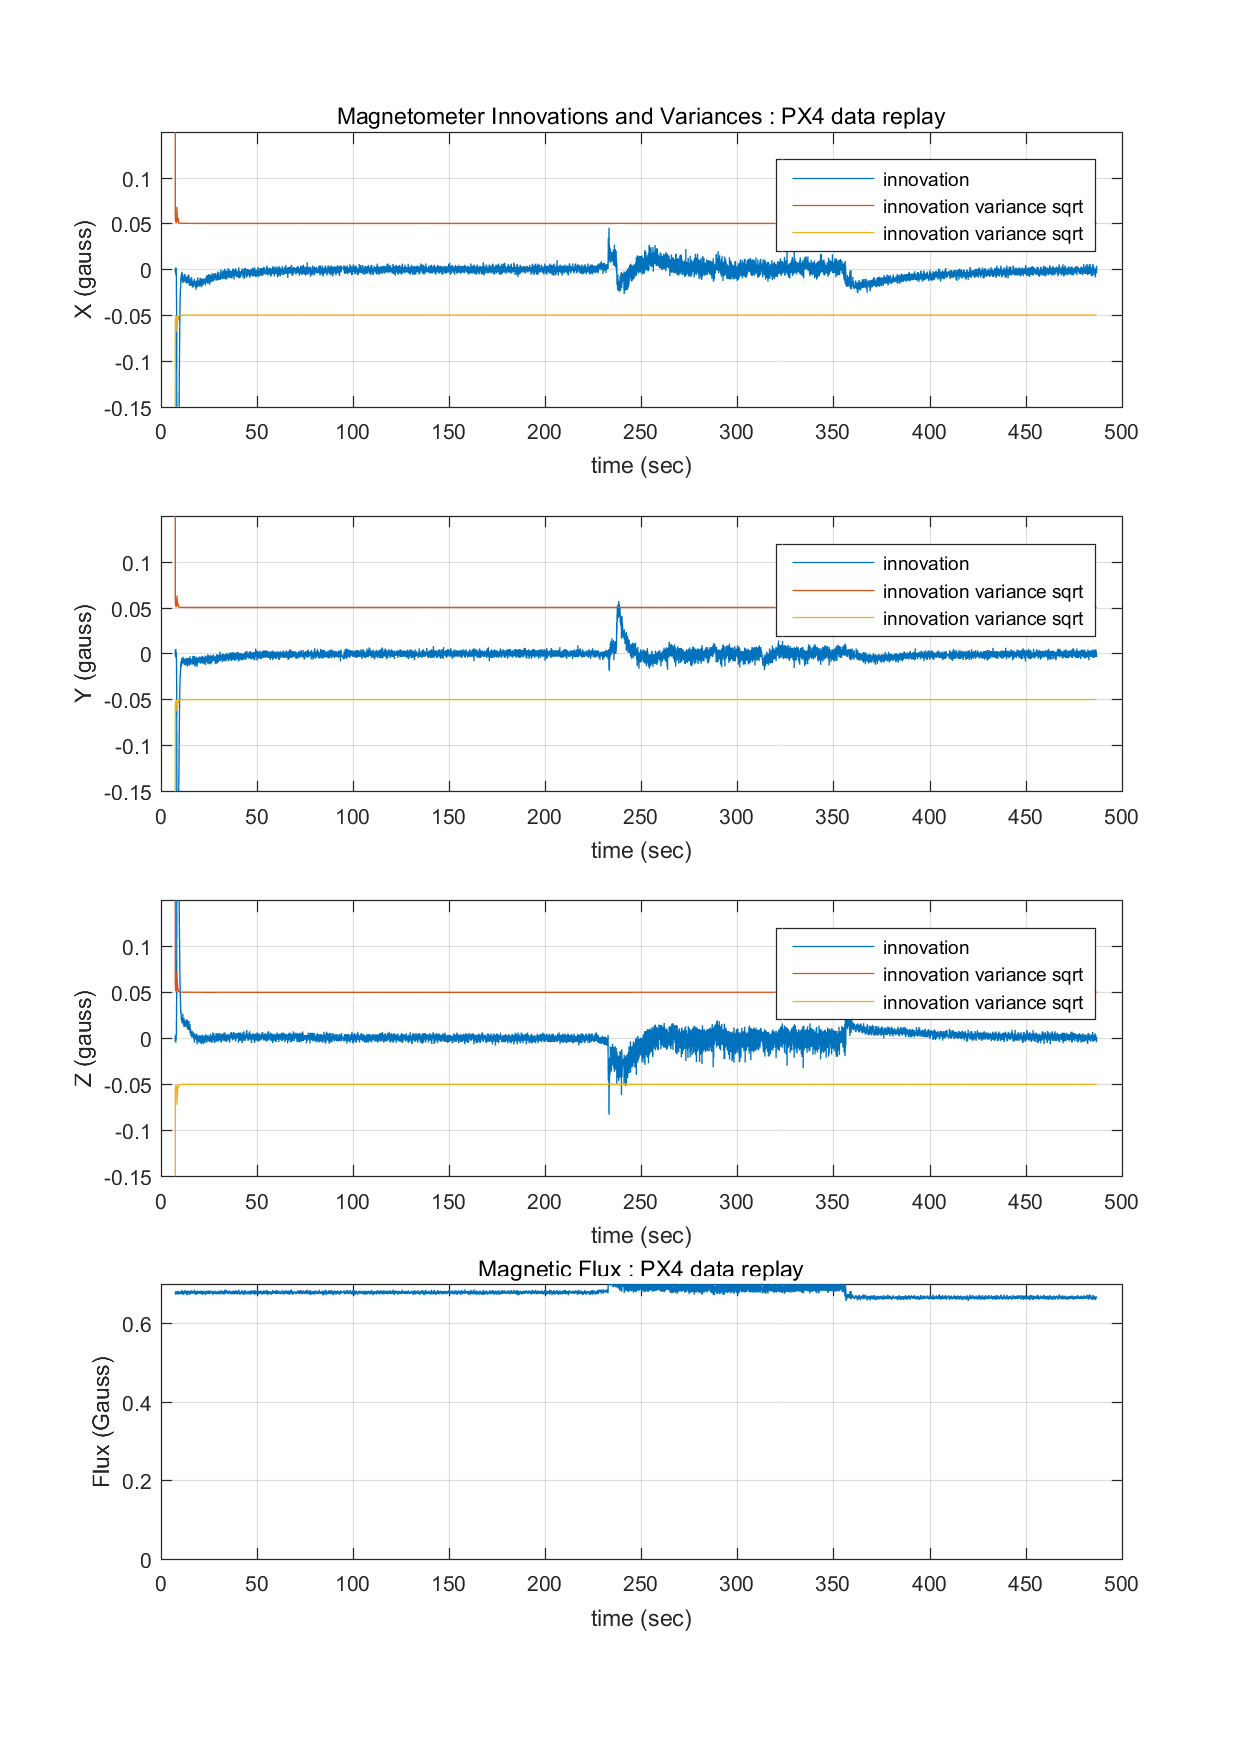 Magnetometer Innovations and Variances : PX4 data replay
innovation
innovation variance sqrt
innovation variance sqrt
X (gauss)
0.1
0.05
0
-0.05
-0.1
-0.15
0 50 100 150 200 250 300 350 400 450 500
time (sec)
innovation
innovation variance sqrt
innovation variance sqrt
Y (gauss)
0.1
0.05
0
-0.05
-0.1
-0.15
0 50 100 150 200 250 300 350 400 450 500
time (sec)
innovation
innovation variance sqrt
innovation variance sqrt
Z (gauss)
0.1
0.05
0
-0.05
-0.1
-0.15
0 50 100 150 200 250 300 350 400 450 500
time (sec)
Magnetic Flux : PX4 data replay
Flux (Gauss)
0.6
0.4
0.2
0
0 50 100 150 200 250 300 350 400 450 500
time (sec)